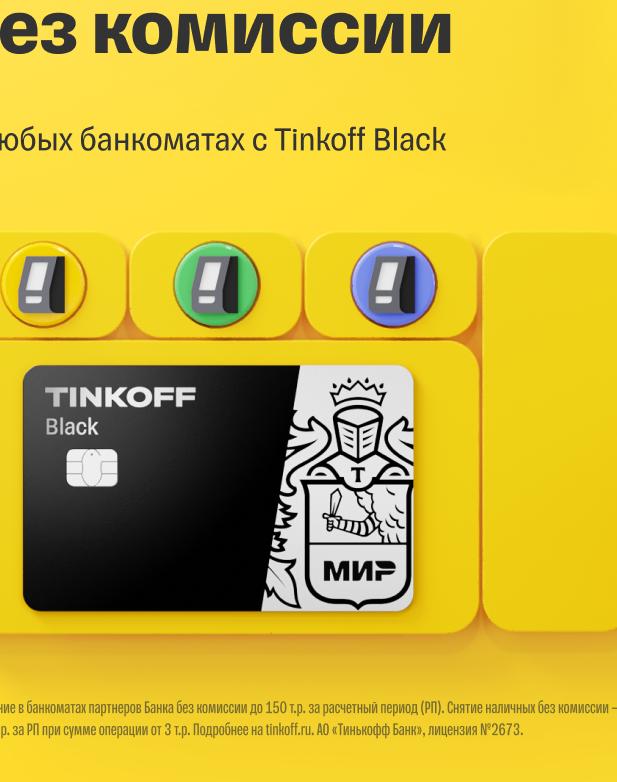 ез комиссии
юбых банкоматах с Tinkoff Black
TINKOFF
Black
Т
МИР
ние в банкоматах партнеров Банка без комиссии до 150 т.р. за расчетный период (РП). Снятие наличных без комиссии –
р. за РП при сумме операции от 3 т.р. Подробнее на tinkoff.ru. АО «Тинькофф Банк», лицензия №2673.